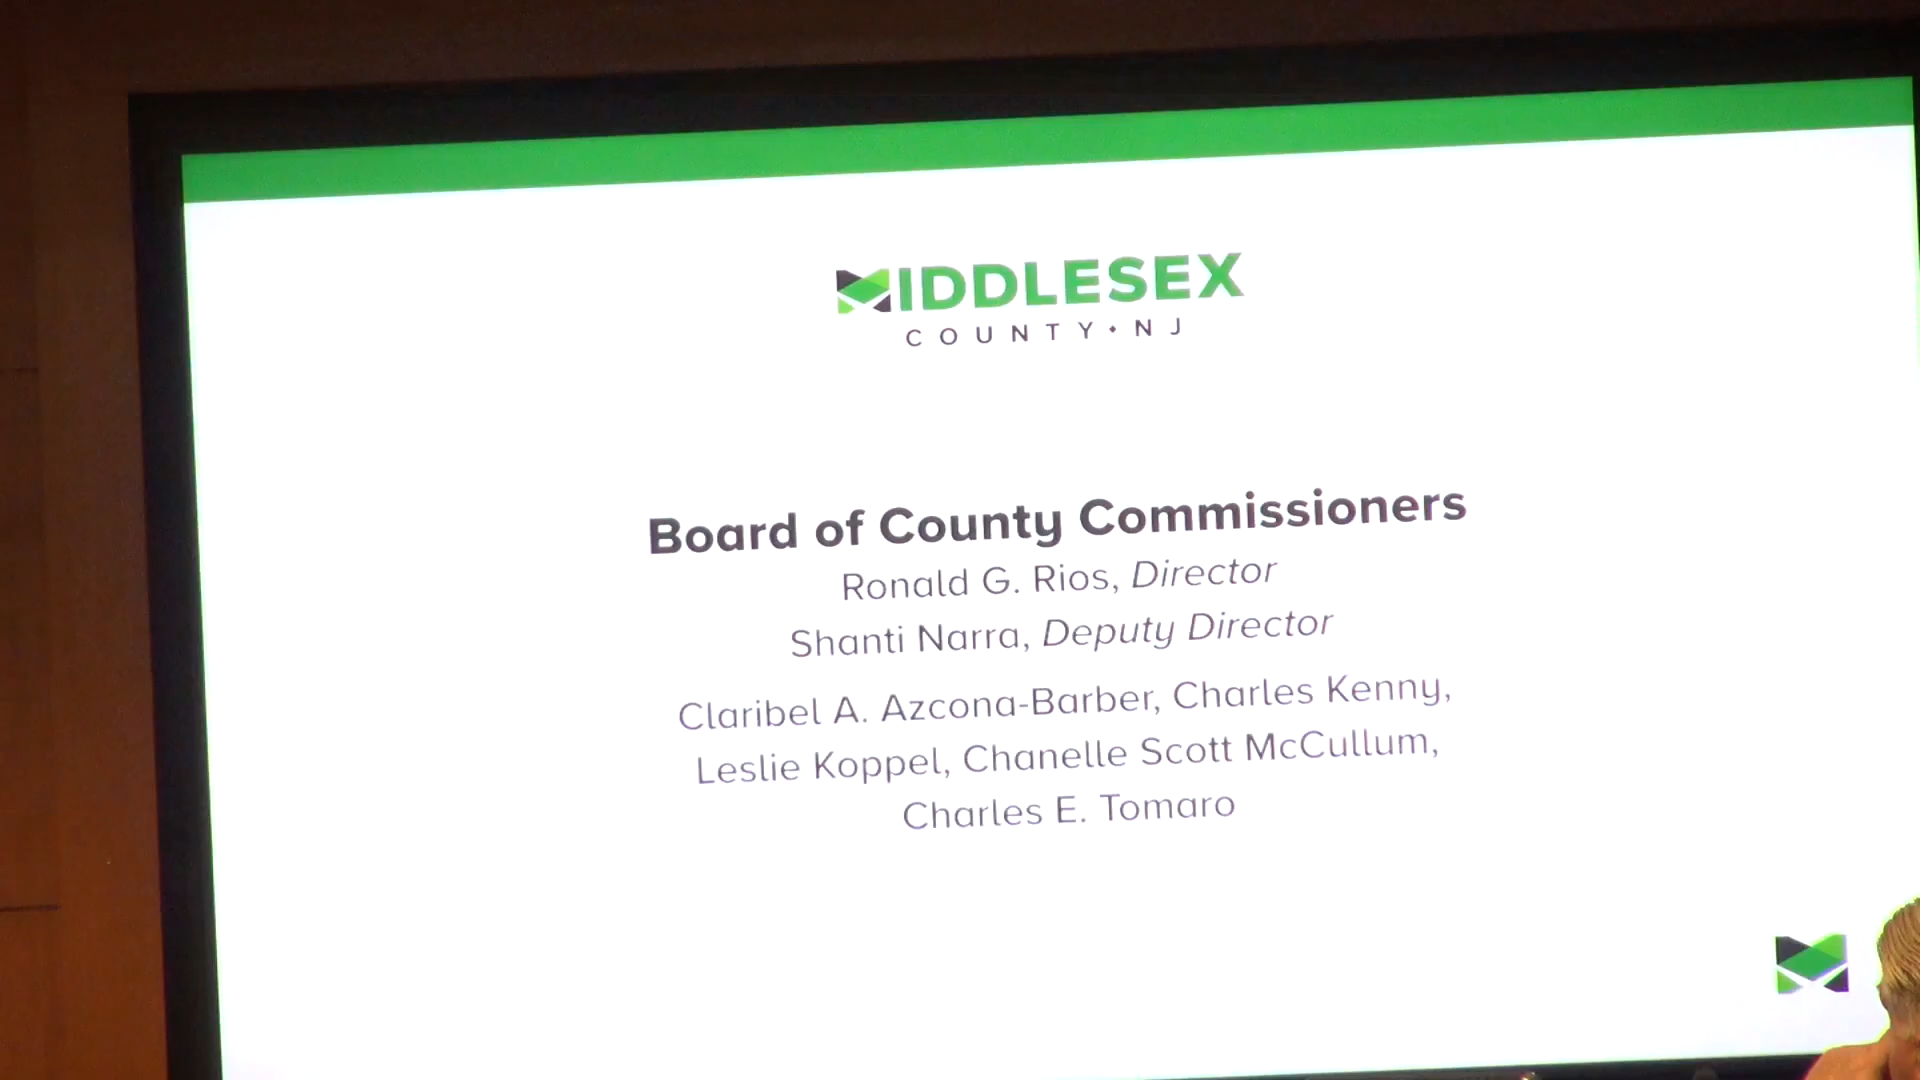 MIDDLESEX
COUNTY • NJ
Board of County Commissioners
Ronald G. Rios, Director
Shanti Narra, Deputy Director
Claribel A. Azcona-Barber, Charles Kenny,
Leslie Koppel, Chanelle Scott McCullum,
Charles E. Tomaro